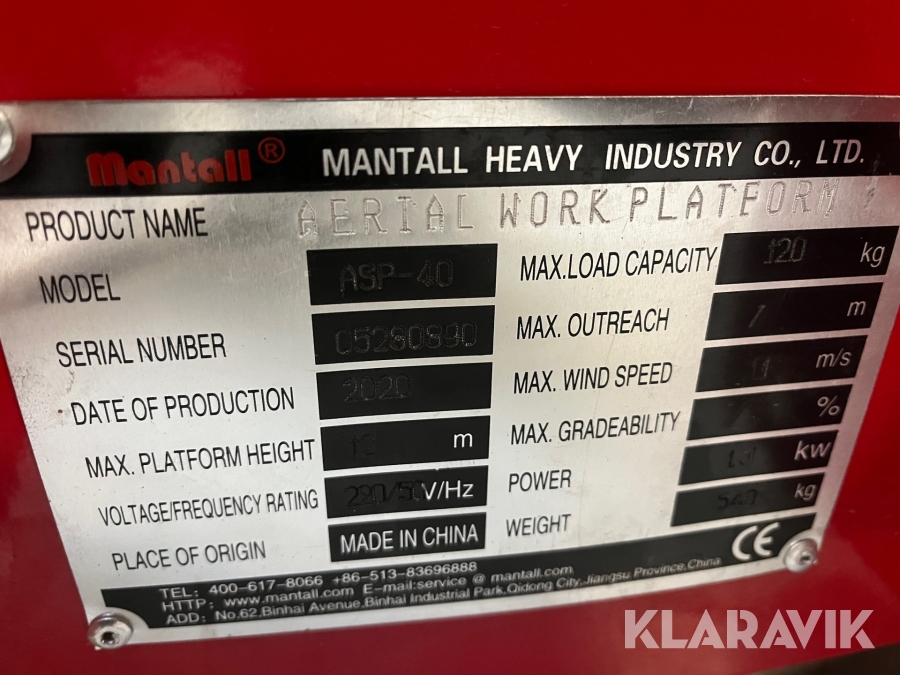 Mantall® MANTALL HEAVY INDUSTRY CO., LTD.
PRODUCT NAME AERIAL WORK PLATFORM
MODEL ASP-40
SERIAL NUMBER
DATE OF PRODUCTION 2020
MAX. PLATFORM HEIGHT m
VOLTAGE/FREQUENCY RATING V/Hz
PLACE OF ORIGIN MADE IN CHINA
MAX.LOAD CAPACITY 120 kg
MAX. OUTREACH m
MAX. WIND SPEED m/s
MAX. GRADEABILITY %
POWER kw
WEIGHT kg
CE
TEL: 400-617-8066 +86-513-83696888
HTTP: www.mantall.com E-mail:service @ mantall.com
ADD: No.62,Binhai Avenue,Binhai Industrial Park,Qidong City,Jiangsu Province,China
KLARAVIK